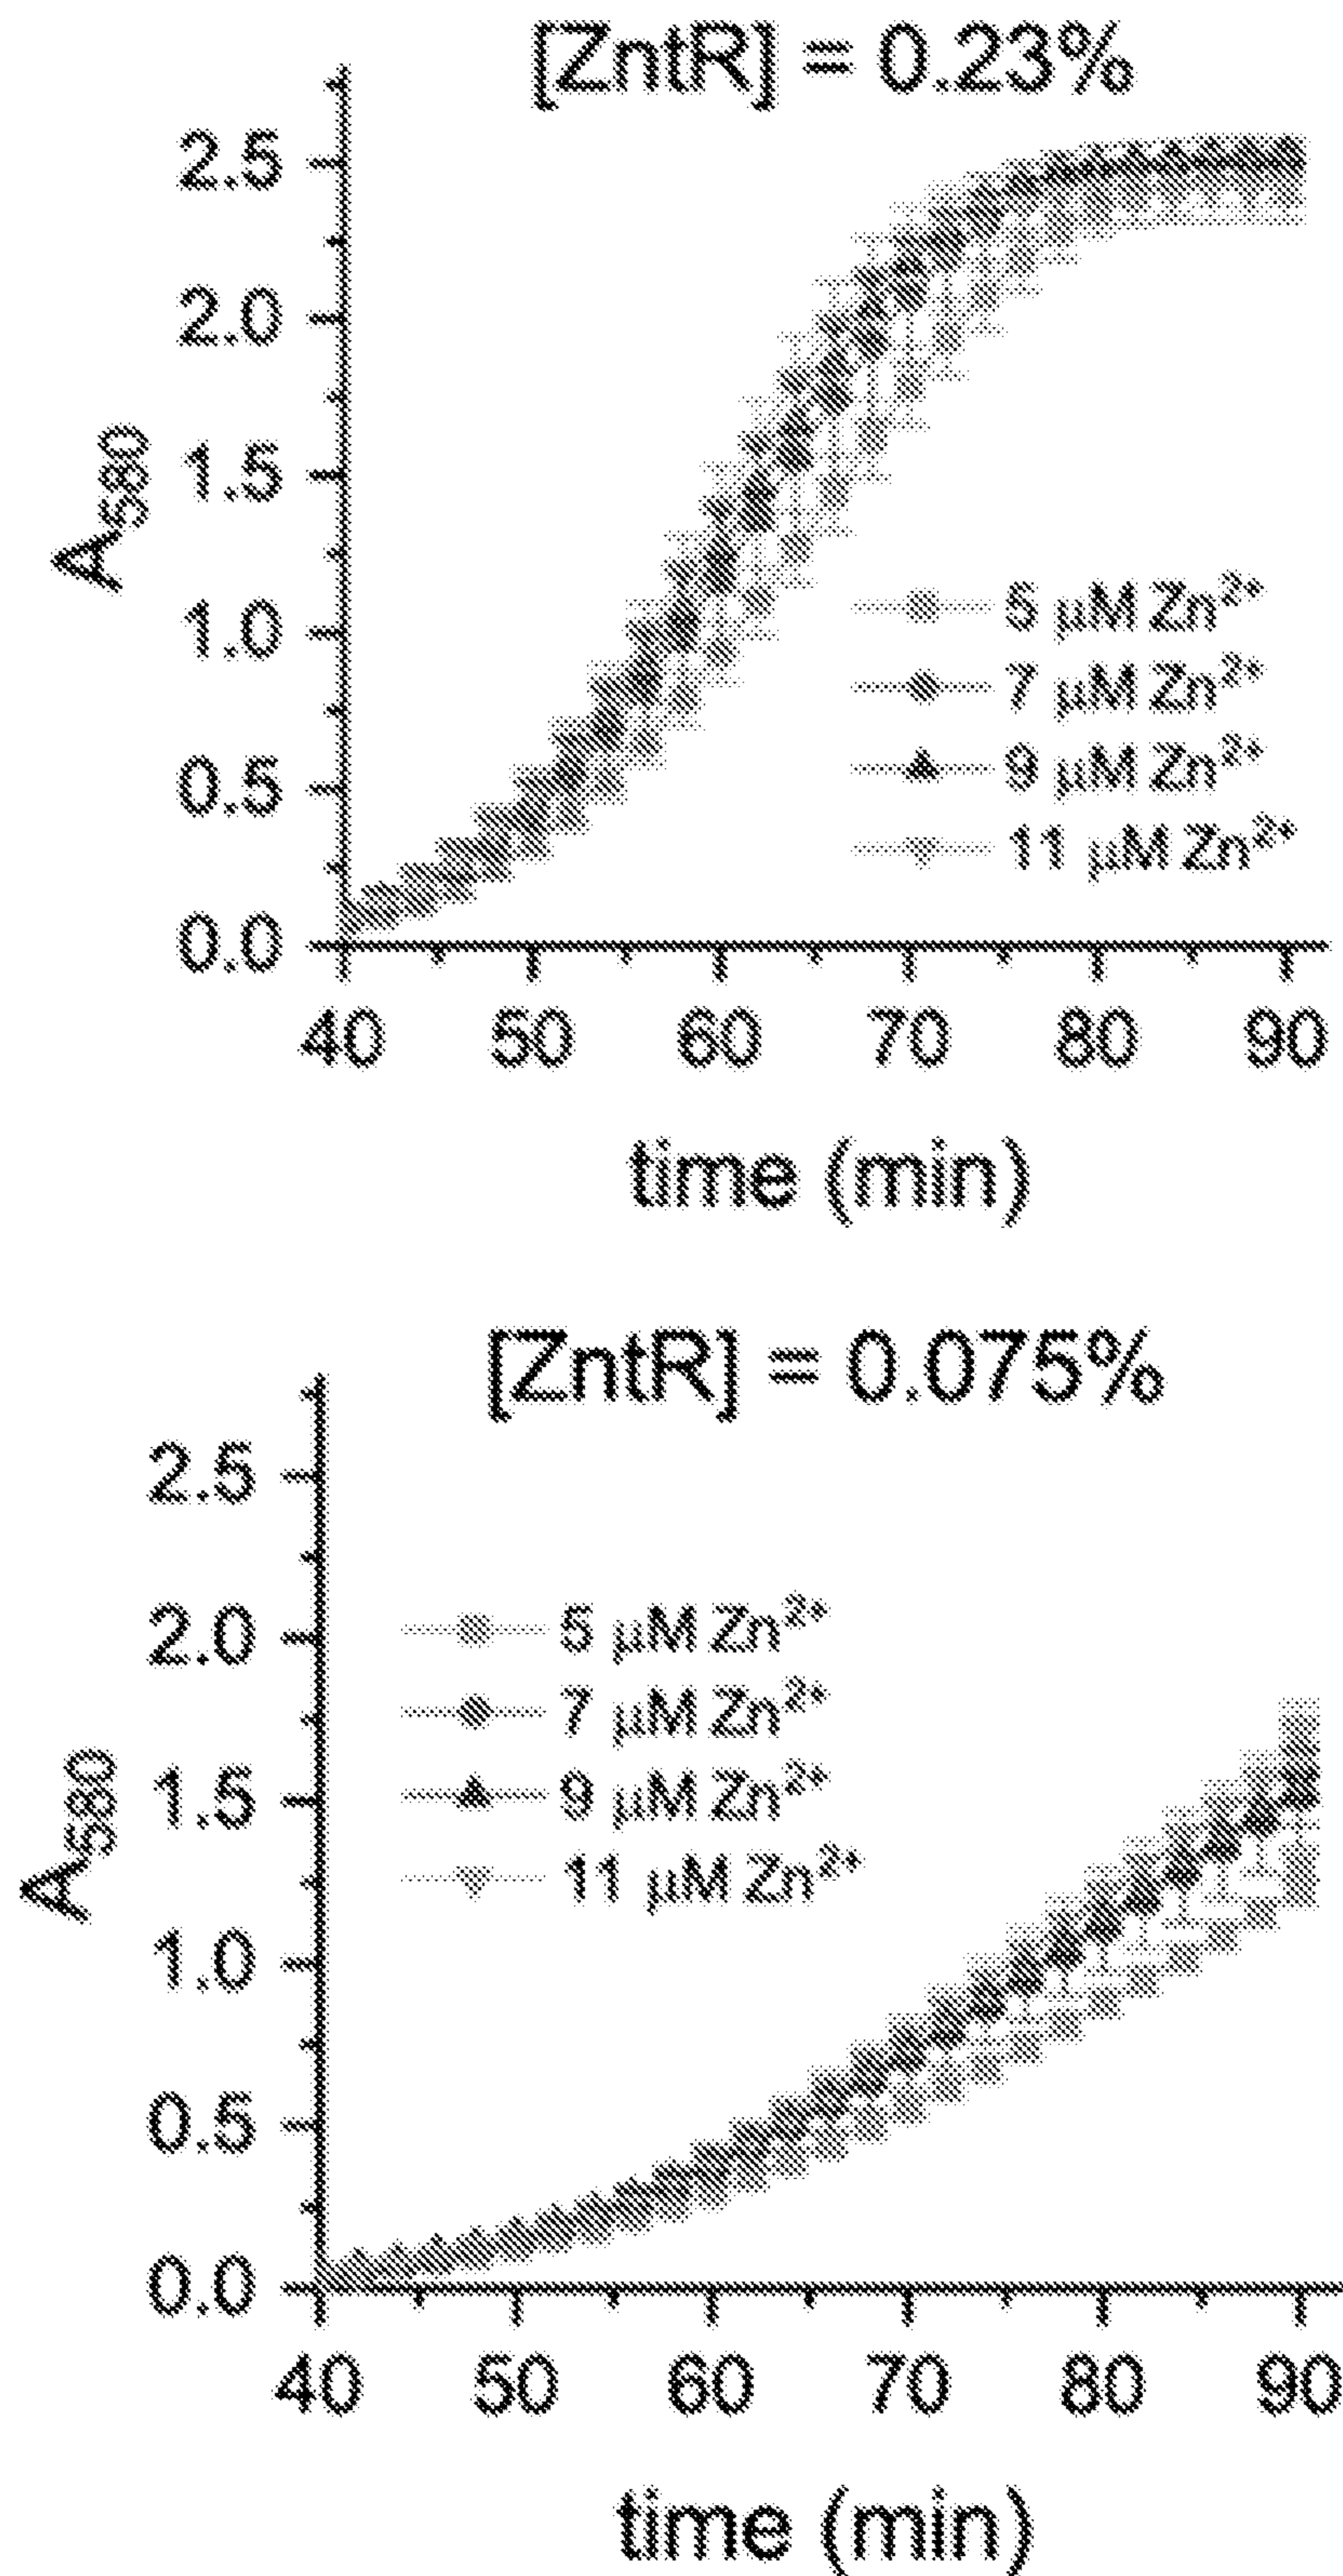 [ZntR] = 0.23%
2.5
2.0
1.5
1.0
0.5
0.0
A580
5 μM Zn2+
7 μM Zn2+
9 μM Zn2+
11 μM Zn2+
40 50 60 70 80 90
time (min)
[ZntR] = 0.075%
2.5
2.0
1.5
1.0
0.5
0.0
A580
5 μM Zn2+
7 μM Zn2+
9 μM Zn2+
11 μM Zn2+
40 50 60 70 80 90
time (min)